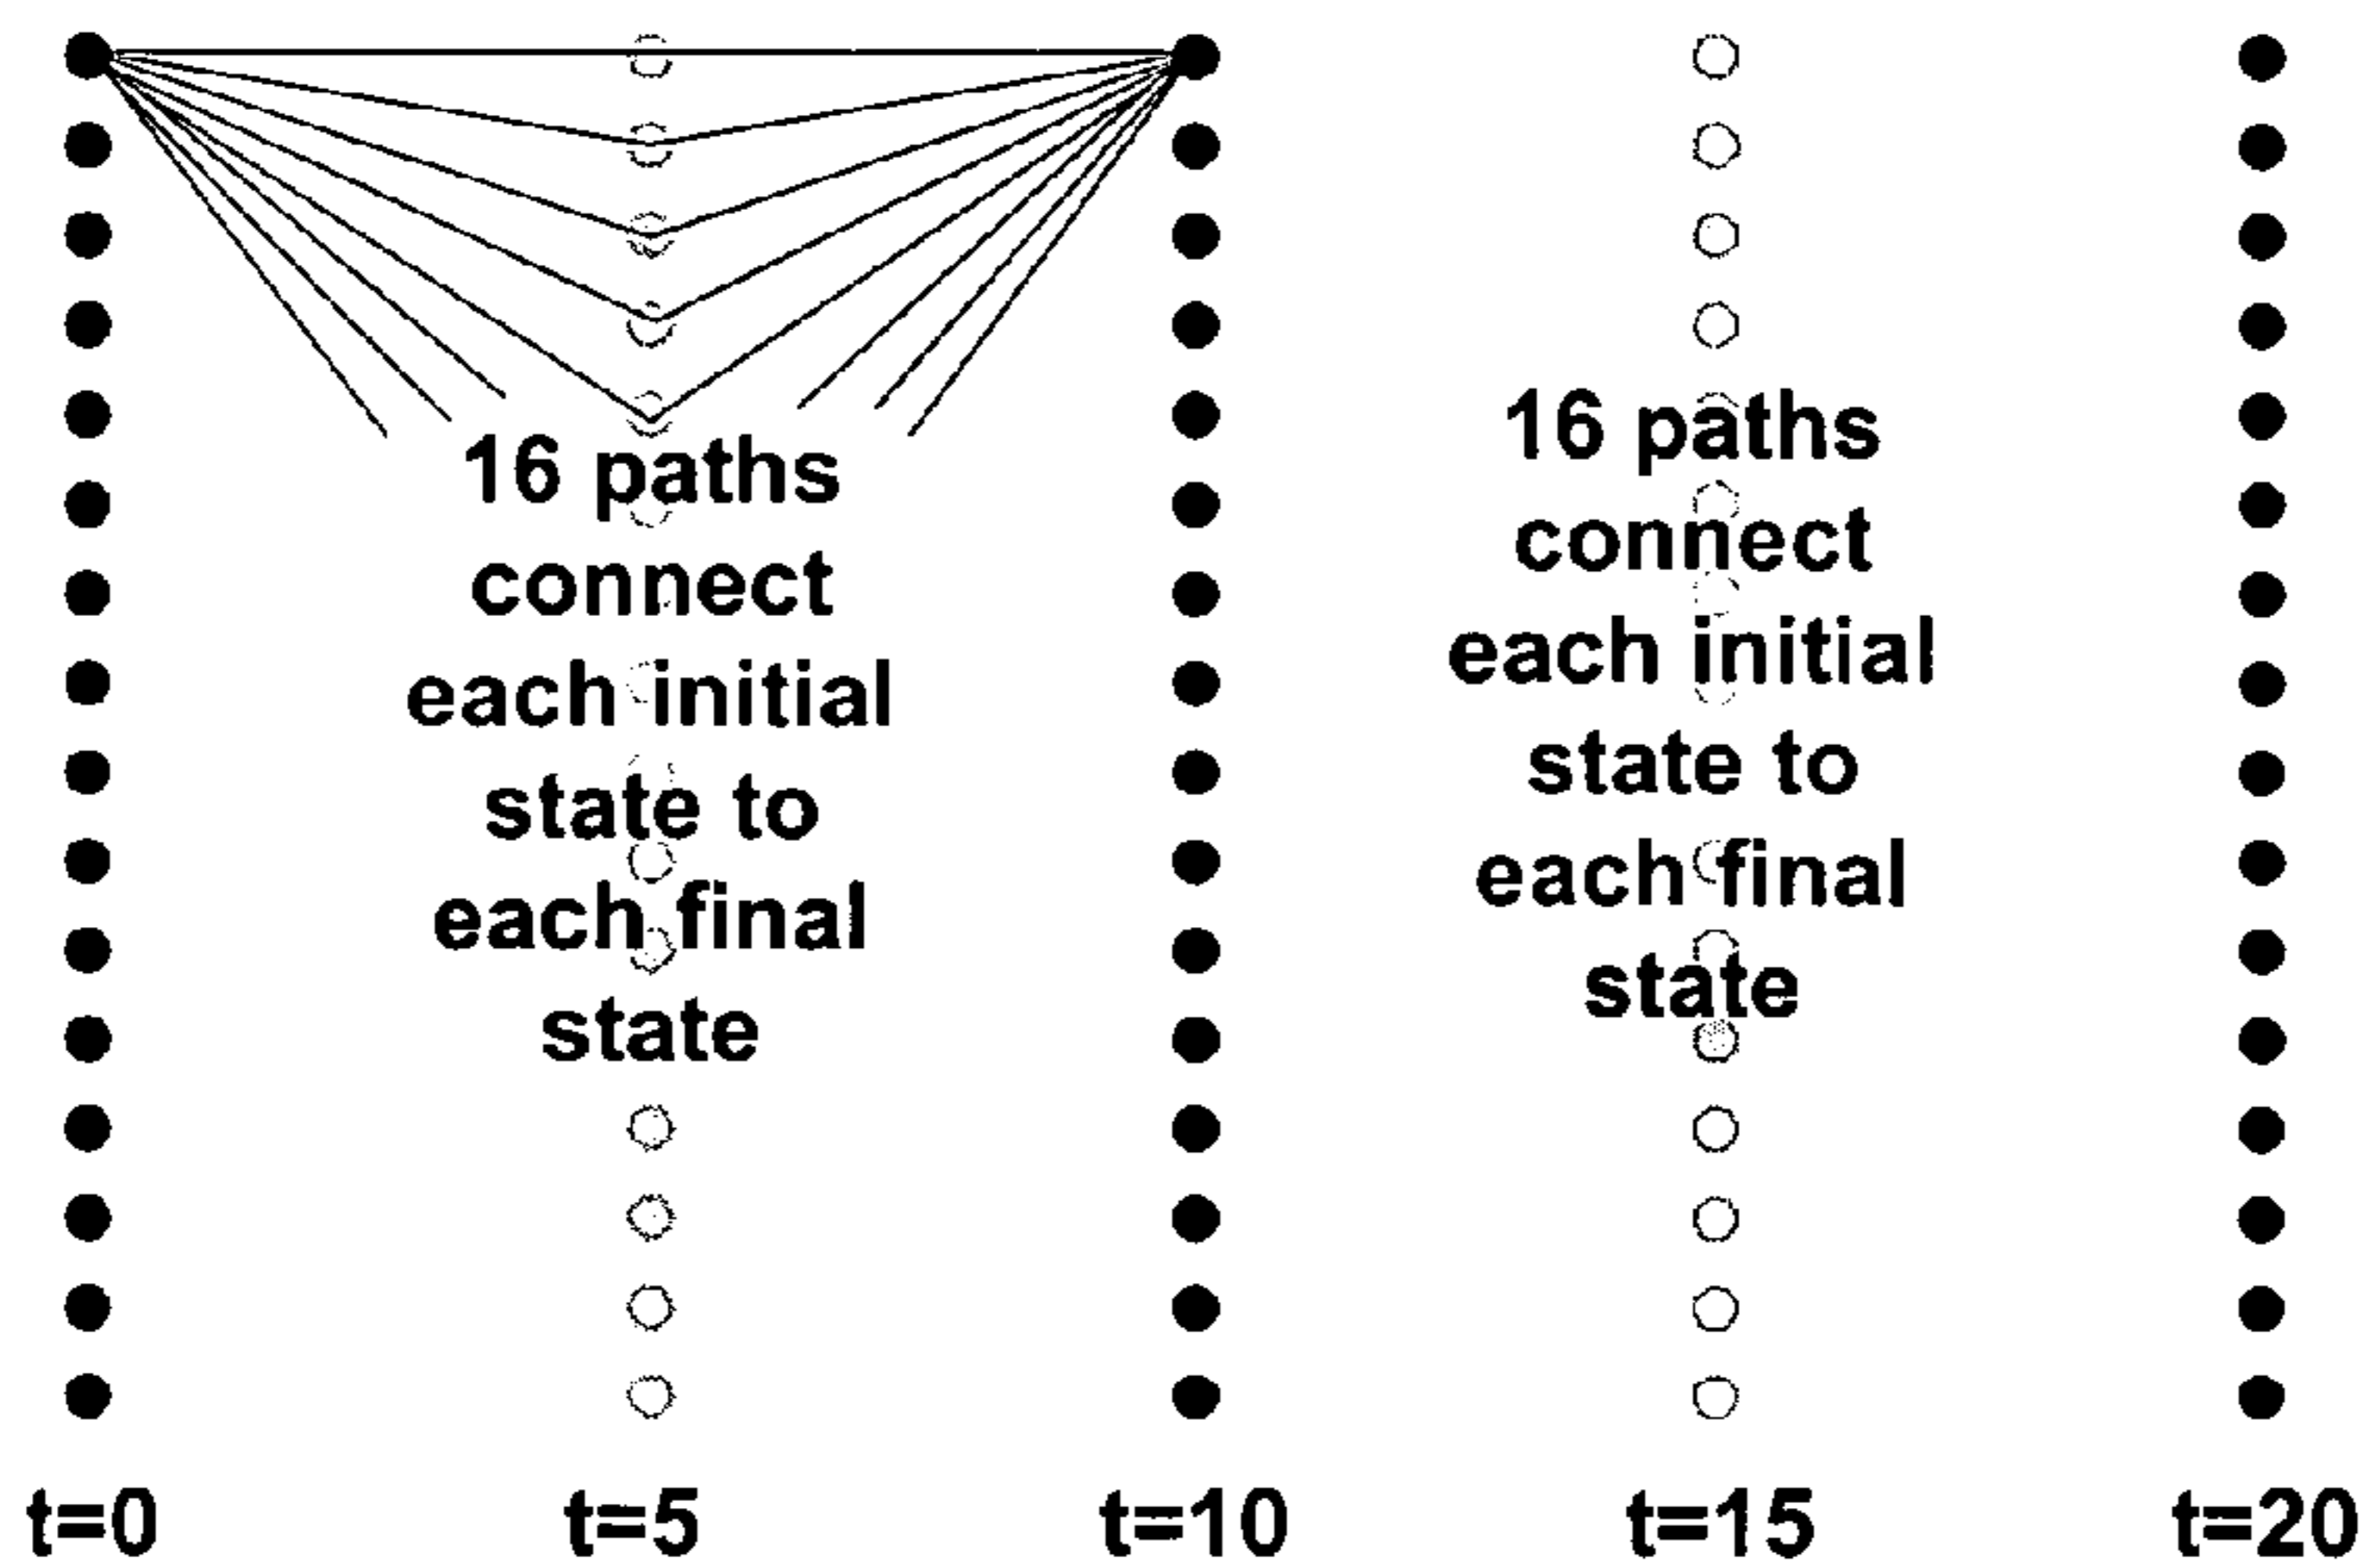 16 paths
connect
each initial
state to
each final
state
16 paths
connect
each initial
state to
each final
state
t=0 t=5 t=10 t=15 t=20